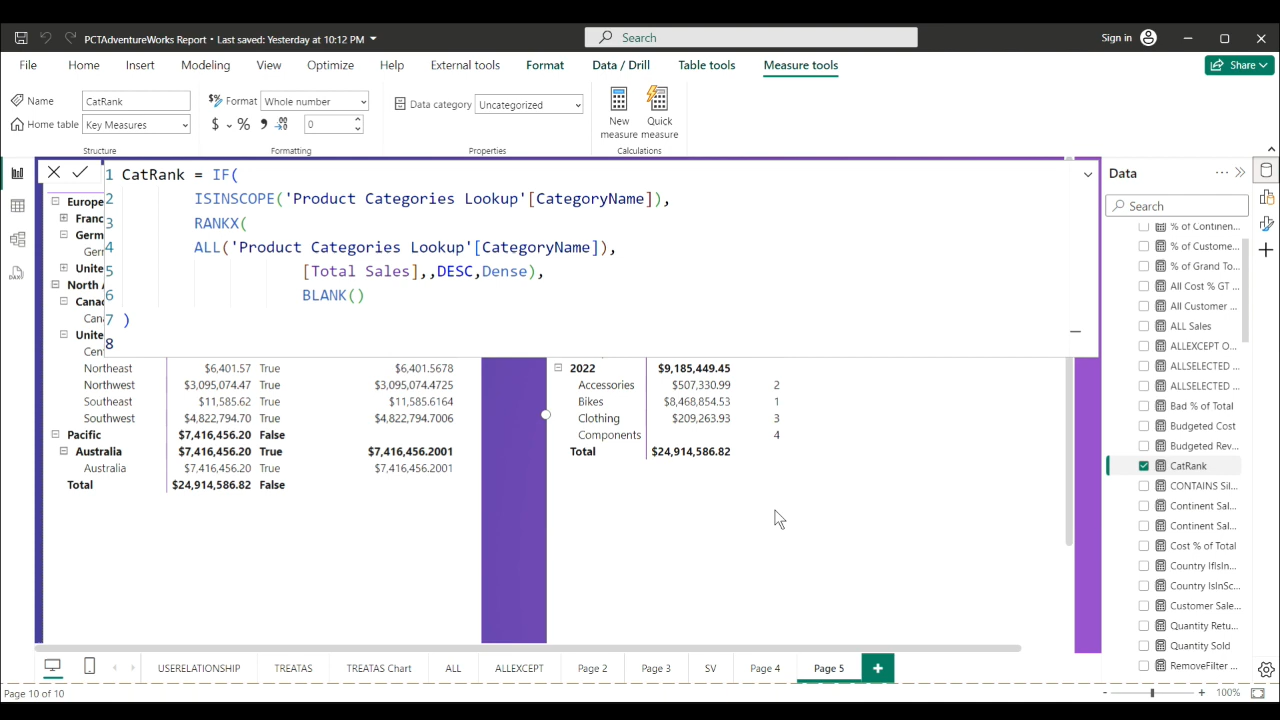 PCTAdventureWorks Report • Last saved: Yesterday at 10:12 PM
Search
Sign in
File Home Insert Modeling View Optimize Help External tools Format Data / Drill Table tools Measure tools
Share
Name CatRank
Home table Key Measures
Structure
$% Format Whole number
$ % , .00 0
Formatting
Data category Uncategorized
Properties
New measure
Quick measure
Calculations
1 CatRank = IF(
2 ISINSCOPE('Product Categories Lookup'[CategoryName]),
3 RANKX(
4 ALL('Product Categories Lookup'[CategoryName]),
5 [Total Sales],,DESC,Dense),
6 BLANK()
7 )
8
Europe
Franc
Germ
Ger
Unite
North A
Canad
Can
Unite
Cen
Northeast $6,401.57 True $6,401.5678
Northwest $3,095,074.47 True $3,095,074.4725
Southeast $11,585.62 True $11,585.6164
Southwest $4,822,794.70 True $4,822,794.7006
Pacific $7,416,456.20 False
Australia $7,416,456.20 True $7,416,456.2001
Australia $7,416,456.20 True $7,416,456.2001
Total $24,914,586.82 False
2022 $9,185,449.45
Accessories $507,330.99 2
Bikes $8,468,854.53 1
Clothing $209,263.93 3
Components 4
Total $24,914,586.82
Data
Search
% of Continen...
% of Custome...
% of Grand To...
All Cost % GT ...
All Customer ...
ALL Sales
ALLEXCEPT O...
ALLSELECTED ...
ALLSELECTED ...
Bad % of Total
Budgeted Cost
Budgeted Rev...
CatRank
CONTAINS Sil...
Continent Sal...
Continent Sal...
Cost % of Total
Country IfIsIn...
Country IsInSc...
Customer Sale...
Quantity Retu...
Quantity Sold
RemoveFilter ...
USERELATIONSHIP TREATAS TREATAS Chart ALL ALLEXCEPT Page 2 Page 3 SV Page 4 Page 5
Page 10 of 10
- + 100%